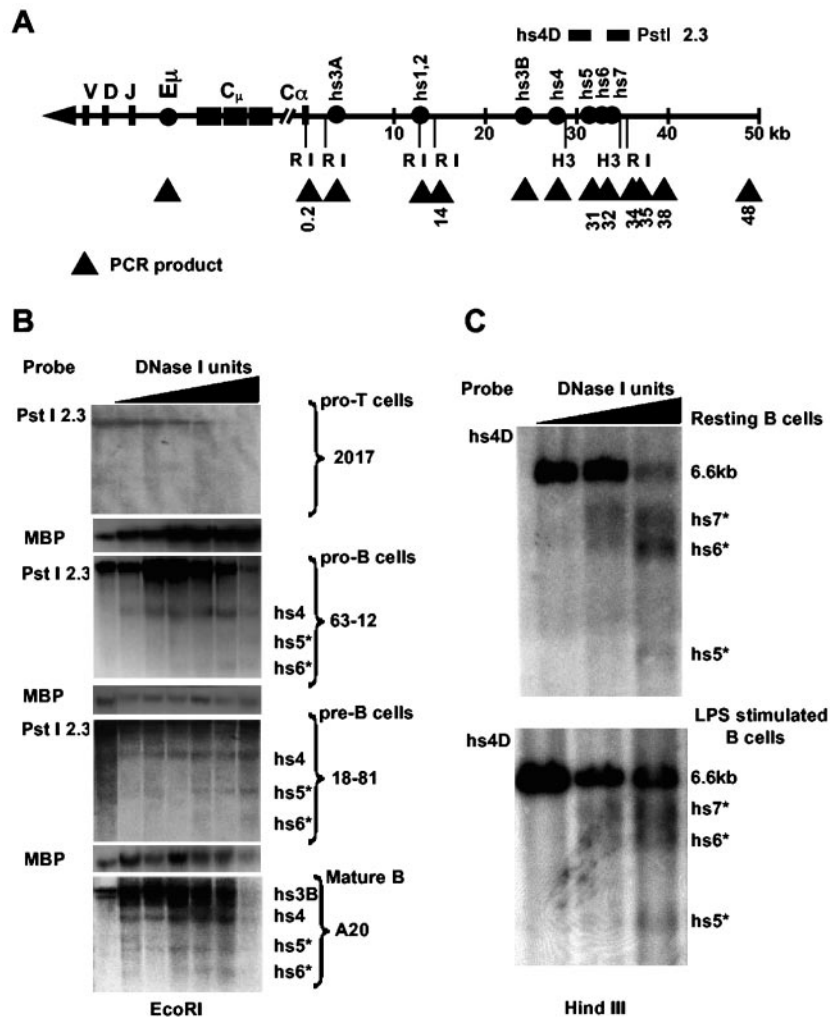 A
hs4D PstI 2.3
V D J Eμ Cμ Cα hs3A hs1,2 hs3B hs4 hs5 hs6 hs7
10 20 30 40 50 kb
R I R I R I R I H3 H3 R I
0.2 14 31 32 34 35 38 48
PCR product
B
Probe DNase I units
Pst I 2.3
pro-T cells
2017
MBP
Pst I 2.3
pro-B cells
hs4
63-12
hs5*
hs6*
MBP
Pst I 2.3
pre-B cells
hs4
18-81
hs5*
hs6*
MBP
Mature B
hs3B
hs4
A20
hs5*
hs6*
EcoRI
C
Probe DNase I units
hs4D
Resting B cells
6.6kb
hs7*
hs6*
hs5*
LPS stimulated
B cells
hs4D
6.6kb
hs7*
hs6*
hs5*
Hind III